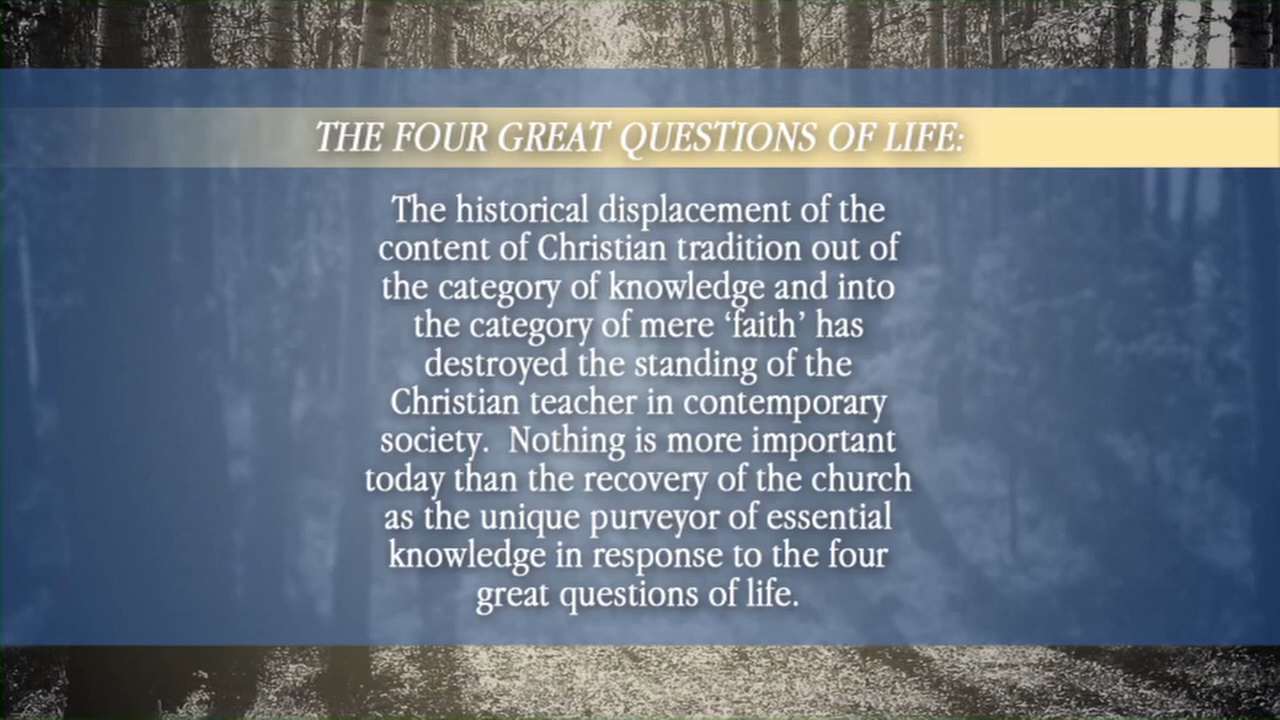 THE FOUR GREAT QUESTIONS OF LIFE:
The historical displacement of the
content of Christian tradition out of
the category of knowledge and into
the category of mere ‘faith’ has
destroyed the standing of the
Christian teacher in contemporary
society.  Nothing is more important
today than the recovery of the church
as the unique purveyor of essential
knowledge in response to the four
great questions of life.